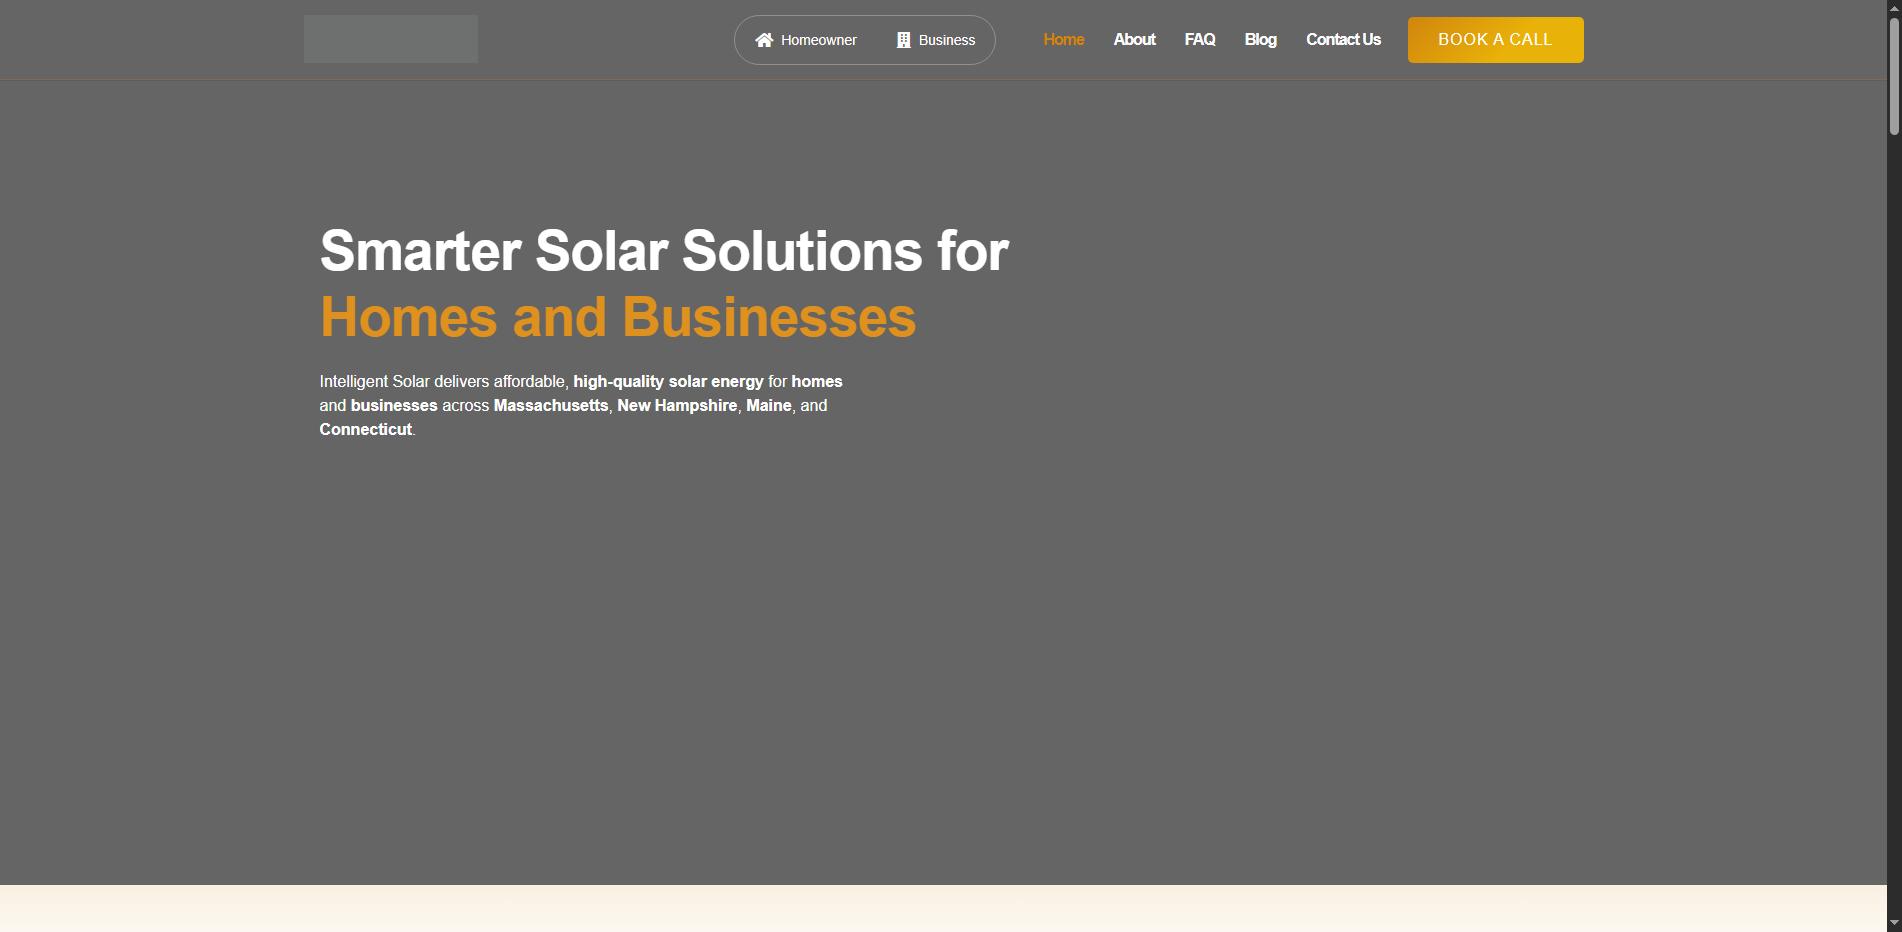 Homeowner
Business
Home
About
FAQ
Blog
Contact Us
BOOK A CALL
Smarter Solar Solutions for
Homes and Businesses
Intelligent Solar delivers affordable, high-quality solar energy for homes
and businesses across Massachusetts, New Hampshire, Maine, and
Connecticut.